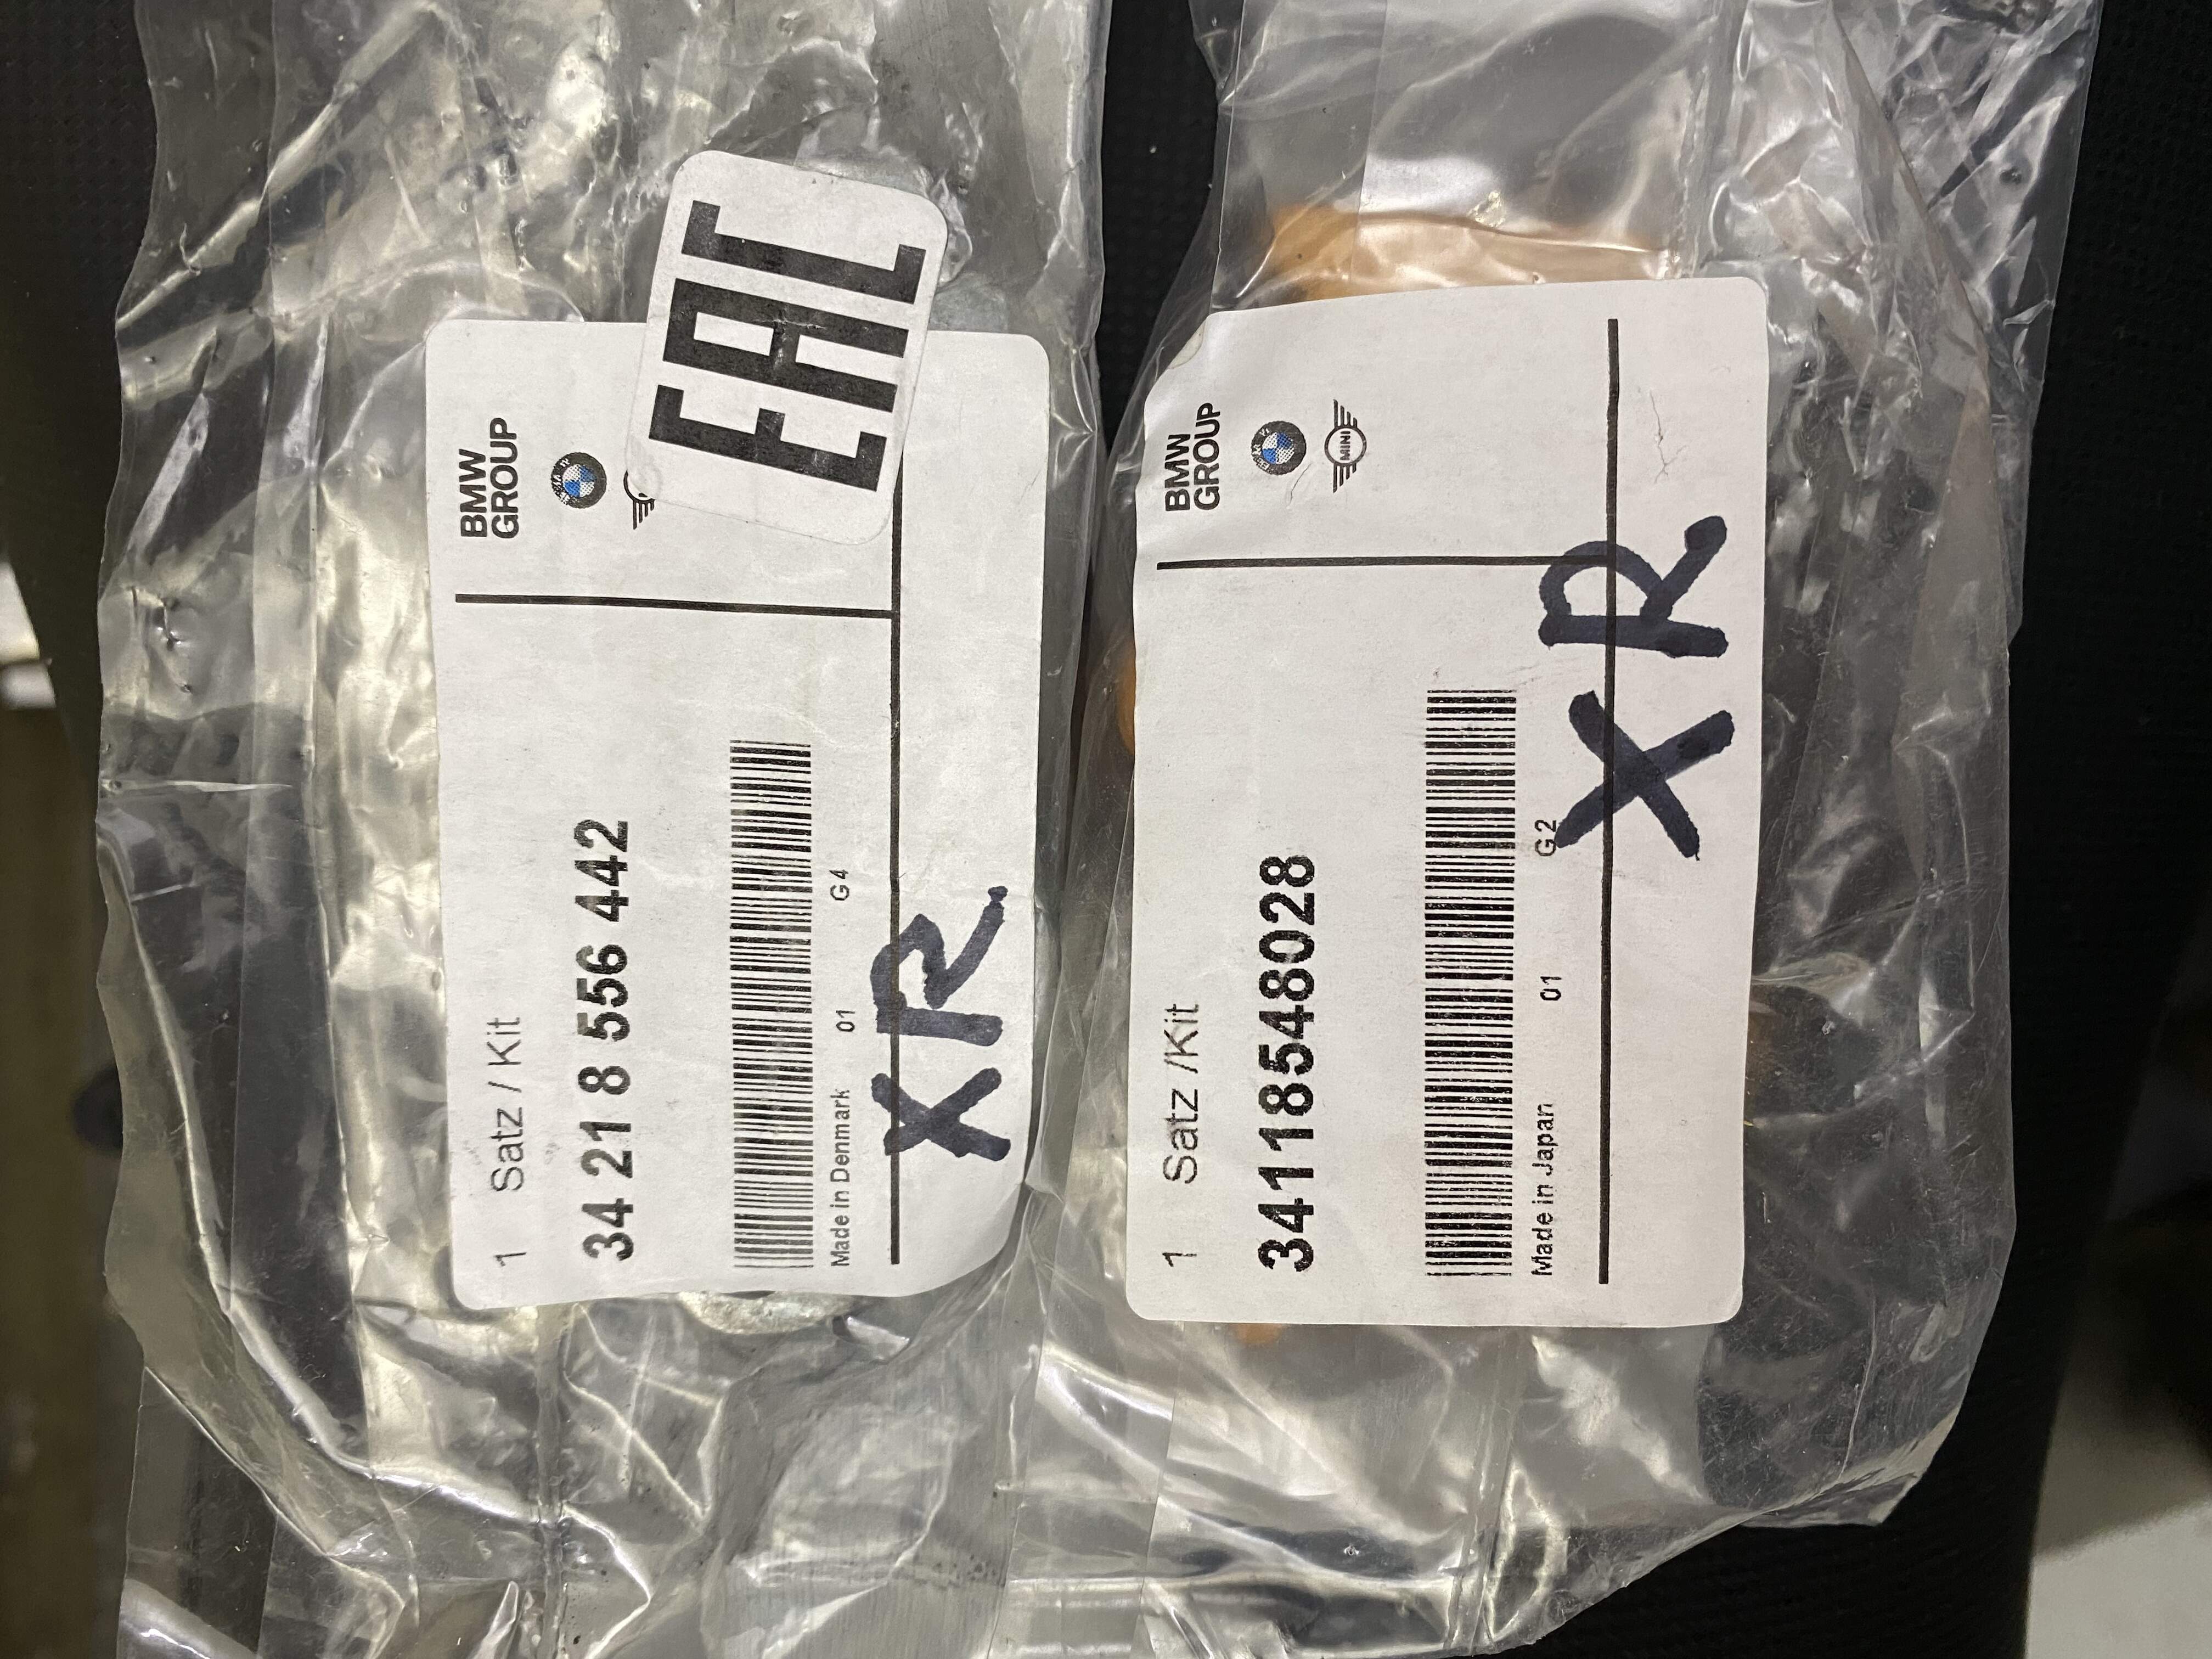 BMW
GROUP
EAC
1 Satz / Kit
34 21 8 556 442
Made in Denmark 01 G4
XR
BMW
GROUP
MINI
1 Satz /Kit
34118548028
Made in Japan 01 G2
XR